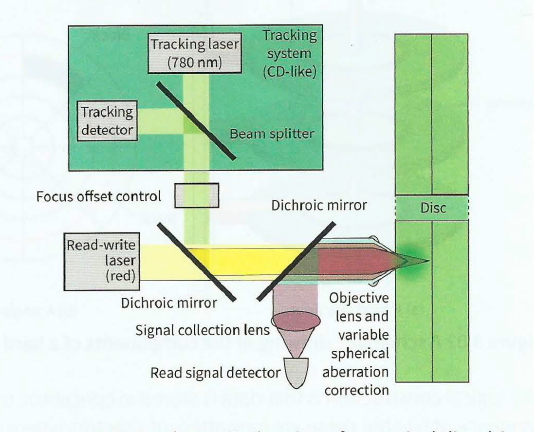 Tracking laser
(780 nm)
Tracking
system
(CD-like)
Tracking
detector
Beam splitter
Focus offset control
Dichroic mirror
Disc
Read-write
laser
(red)
Dichroic mirror
Signal collection lens
Read signal detector
Objective
lens and
variable
spherical
aberration
correction